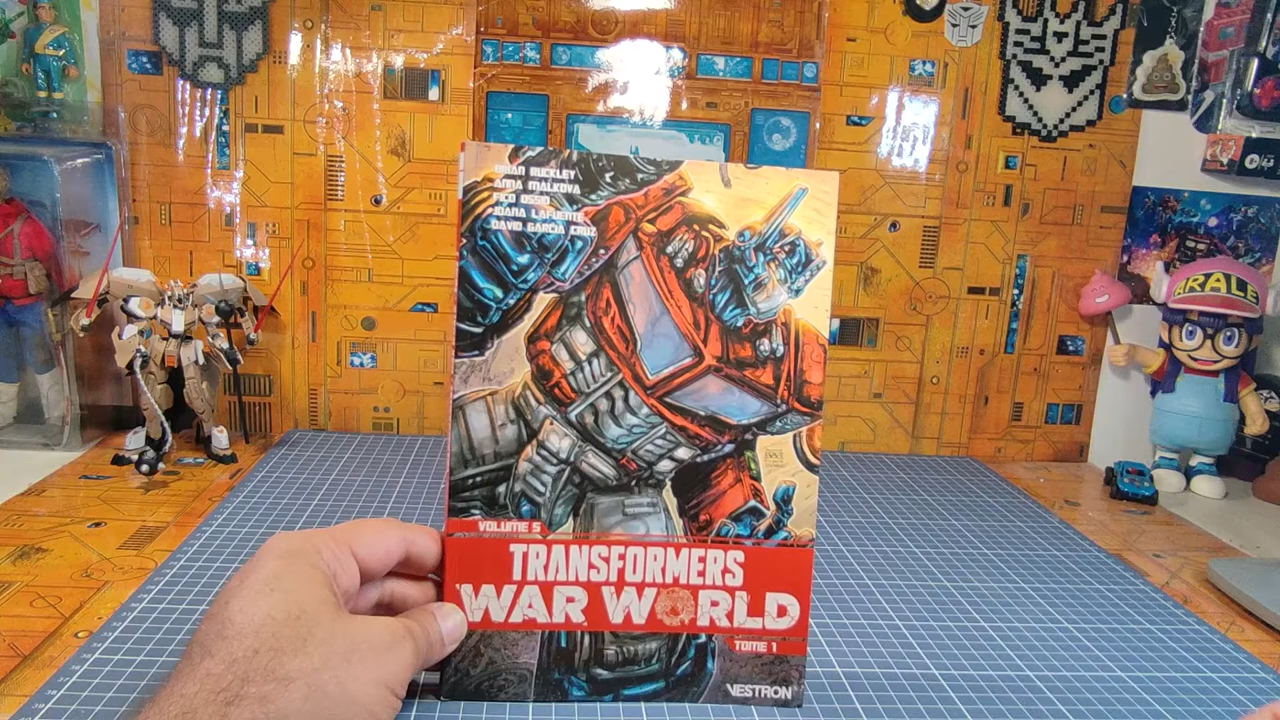 BRIAN RUCKLEY
ANNA MALKOVA
FICO OSSIO
JOANA LAFUENTE
DAVID GARCIA CRUZ
VOLUME 5
TRANSFORMERS
WAR WORLD
TOME 1
VESTRON
ARALE